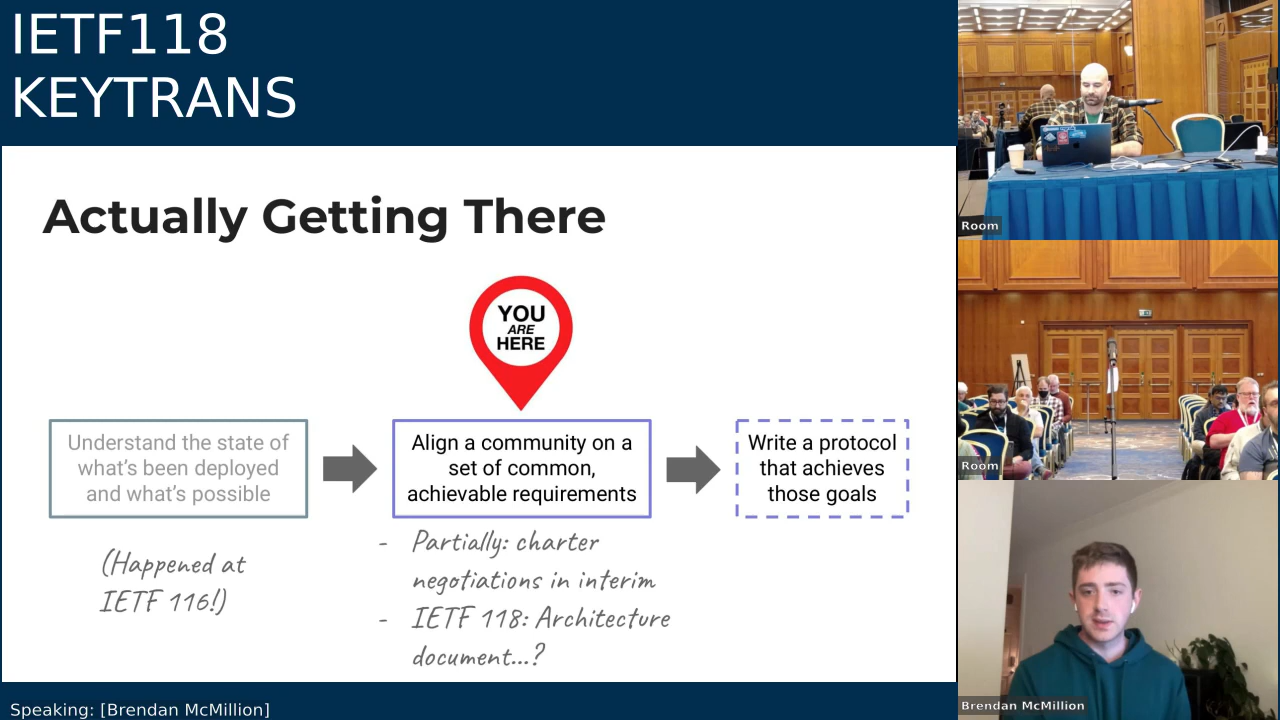 IETF118
KEYTRANS
Actually Getting There
YOU
ARE
HERE
Understand the state of
what's been deployed
and what's possible
Align a community on a
set of common,
achievable requirements
Write a protocol
that achieves
those goals
(Happened at
IETF 116!)
- Partially: charter
negotiations in interim
- IETF 118: Architecture
document...?
Speaking: [Brendan McMillion]
Room
Room
Brendan McMillion